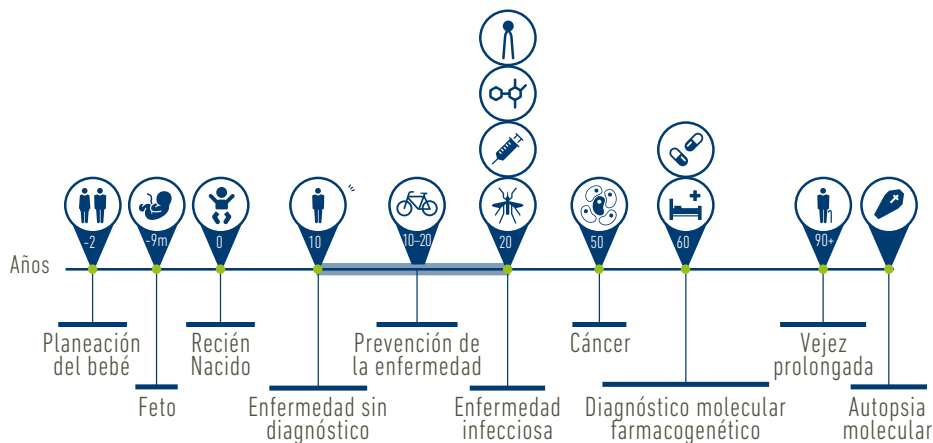 -2
-9m
0
10
10-20
20
50
60
90+
Años
Planeación
del bebé
Feto
Recién
Nacido
Enfermedad sin
diagnóstico
Prevención de
la enfermedad
Enfermedad
infecciosa
Cáncer
Diagnóstico molecular
farmacogenético
Vejez
prolongada
Autopsia
molecular